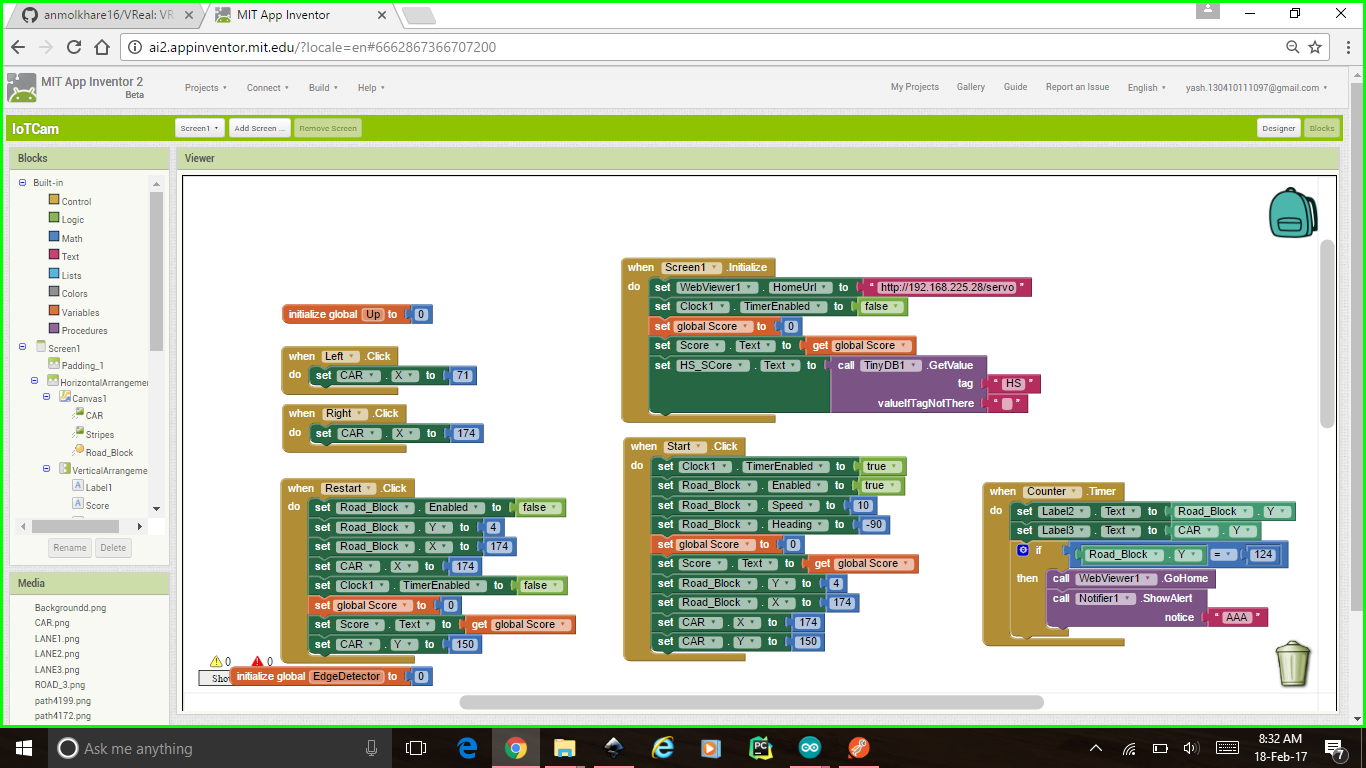 anmolkhare16/VReal: VR
MIT App Inventor
ai2.appinventor.mit.edu/?locale=en#6662867366707200
MIT App Inventor 2
Beta
Projects
Connect
Build
Help
My Projects
Gallery
Guide
Report an Issue
English
yash.130410111097@gmail.com
IoTCam
Screen1
Add Screen ...
Remove Screen
Designer
Blocks
Blocks
Built-in
Control
Logic
Math
Text
Lists
Colors
Variables
Procedures
Screen1
Padding_1
HorizontalArrangeme
Canvas1
CAR
Stripes
Road_Block
VerticalArrangeme
Label1
Score
Rename
Delete
Media
Backgroundd.png
CAR.png
LANE1.png
LANE2.png
LANE3.png
ROAD_3.png
path4199.png
path4172.png
Viewer
initialize global Up to 0
when Left .Click
do set CAR . X to 71
when Right .Click
do set CAR . X to 174
when Restart .Click
do set Road_Block . Enabled to false
set Road_Block . Y to 4
set Road_Block . X to 174
set CAR . X to 174
set Clock1 . TimerEnabled to false
set global Score to 0
set Score . Text to get global Score
set CAR . Y to 150
0 0
Show
initialize global EdgeDetector to 0
when Screen1 .Initialize
do set WebViewer1 . HomeUrl to " http://192.168.225.28/servo "
set Clock1 . TimerEnabled to false
set global Score to 0
set Score . Text to get global Score
set HS_SCore . Text to call TinyDB1 .GetValue
tag " HS "
valueIfTagNotThere " "
when Start .Click
do set Clock1 . TimerEnabled to true
set Road_Block . Enabled to true
set Road_Block . Speed to 10
set Road_Block . Heading to -90
set global Score to 0
set Score . Text to get global Score
set Road_Block . Y to 4
set Road_Block . X to 174
set CAR . X to 174
set CAR . Y to 150
when Counter .Timer
do set Label2 . Text to Road_Block . Y
set Label3 . Text to CAR . Y
if Road_Block . Y = 124
then call WebViewer1 .GoHome
call Notifier1 .ShowAlert
notice " AAA "
Ask me anything
PC
8:32 AM
18-Feb-17
7